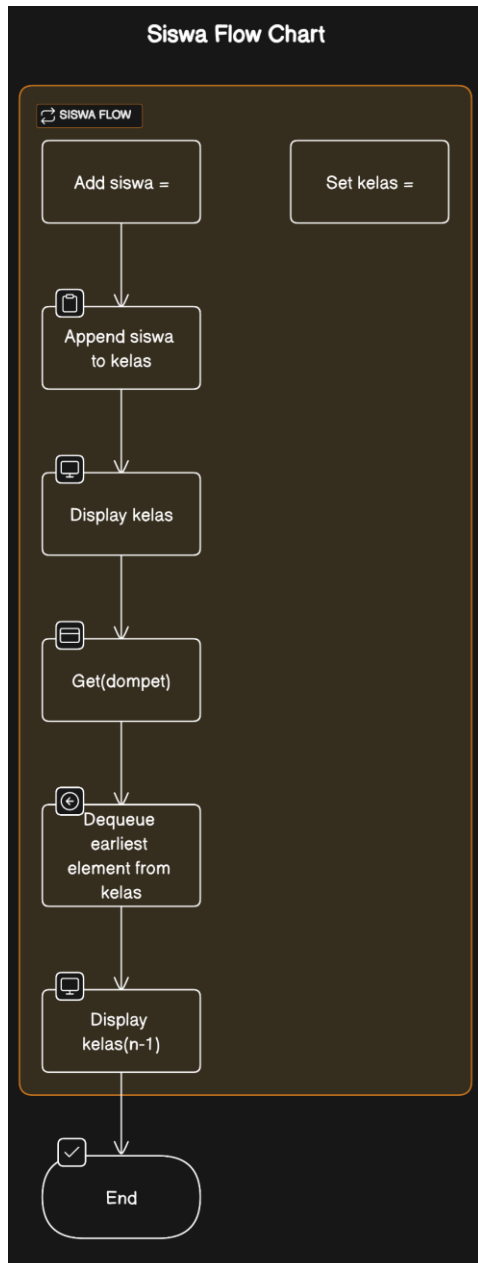 Siswa Flow Chart
SISWA FLOW
Add siswa =
Set kelas =
Append siswa
to kelas
Display kelas
Get(dompet)
Dequeue
earliest
element from
kelas
Display
kelas(n-1)
End